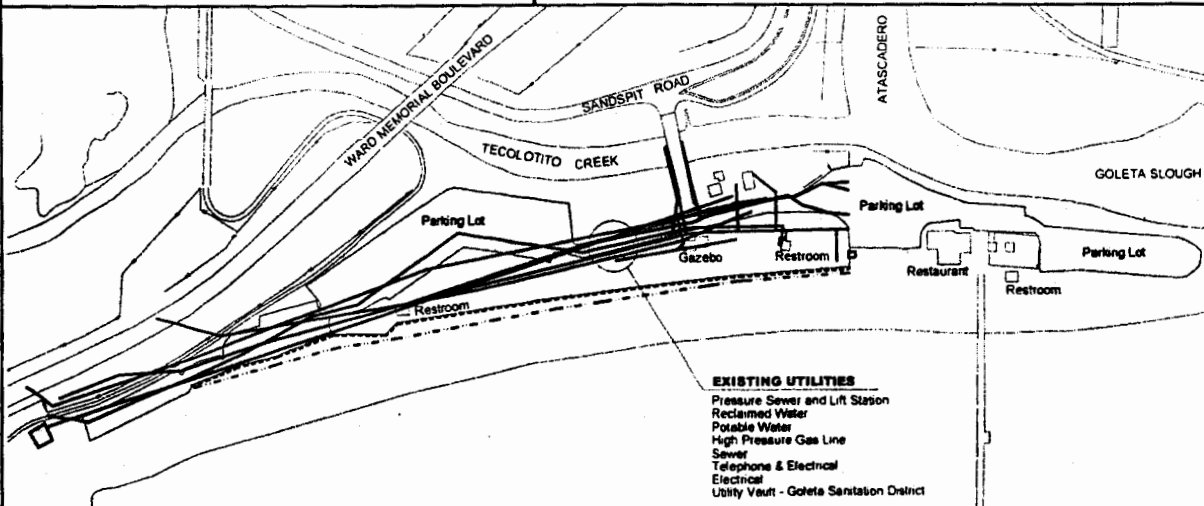 WARD MEMORIAL BOULEVARD
SANDSPIT ROAD
ATASCADERO
TECOLOTITO CREEK
GOLETA SLOUGH
Parking Lot
Parking Lot
Parking Lot
Gazebo
Restroom
Restaurant
Restroom
Restroom
EXISTING UTILITIES
Pressure Sewer and Lift Station
Reclaimed Water
Potable Water
High Pressure Gas Line
Sewer
Telephone & Electrical
Electrical
Utility Vault - Goleta Sanitation District